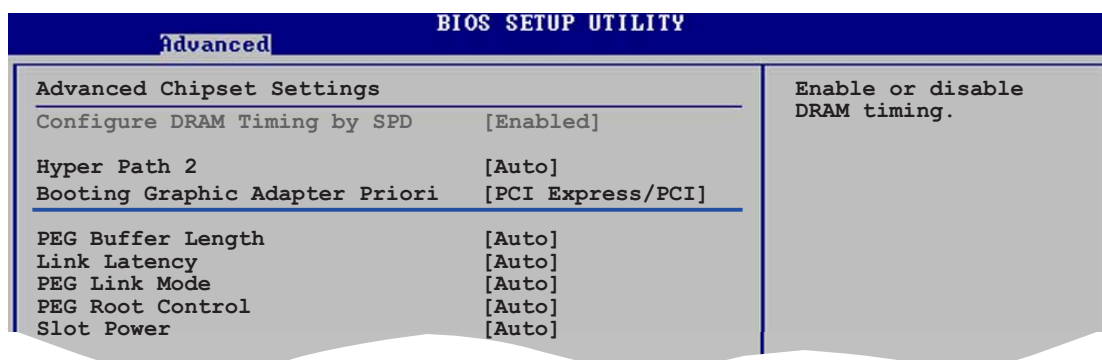 BIOS SETUP UTILITY
Advanced
Advanced Chipset Settings
Configure DRAM Timing by SPD [Enabled]
Hyper Path 2 [Auto]
Booting Graphic Adapter Priori [PCI Express/PCI]
PEG Buffer Length [Auto]
Link Latency [Auto]
PEG Link Mode [Auto]
PEG Root Control [Auto]
Slot Power [Auto]
Enable or disable
DRAM timing.